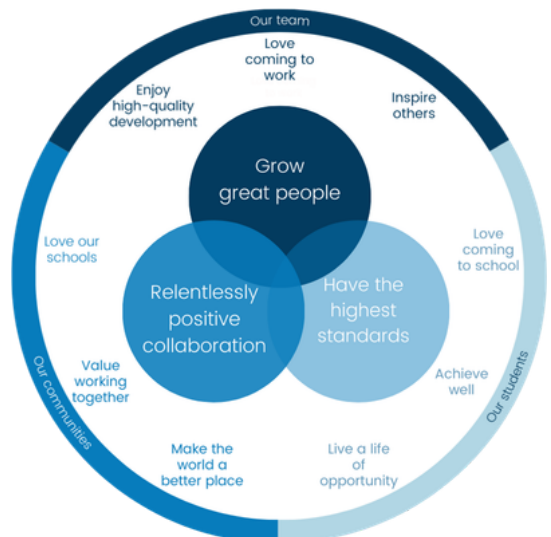 Our team
Love
coming to
work
Enjoy
high-quality
development
Inspire
others
Grow
great people
Love our
schools
Love
coming
to school
Relentlessly
positive
collaboration
Have the
highest
standards
Value
working
together
Achieve
well
Our communities
Our students
Make the
world a
better place
Live a life
of
opportunity